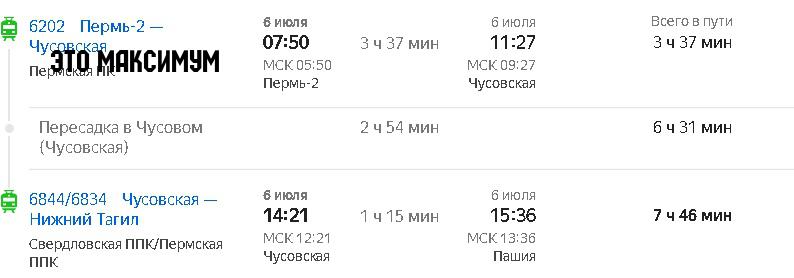 6202 Пермь-2 —
Чусовская
ЭТО МАКСИМУМ
Пермская ПК
6 июля
07:50
МСК 05:50
Пермь-2
3 ч 37 мин
6 июля
11:27
МСК 09:27
Чусовская
Всего в пути
3 ч 37 мин
Пересадка в Чусовом
(Чусовская)
2 ч 54 мин
6 ч 31 мин
6844/6834 Чусовская —
Нижний Тагил
Свердловская ППК/Пермская
ППК
6 июля
14:21
МСК 12:21
Чусовская
1 ч 15 мин
6 июля
15:36
МСК 13:36
Пашия
7 ч 46 мин